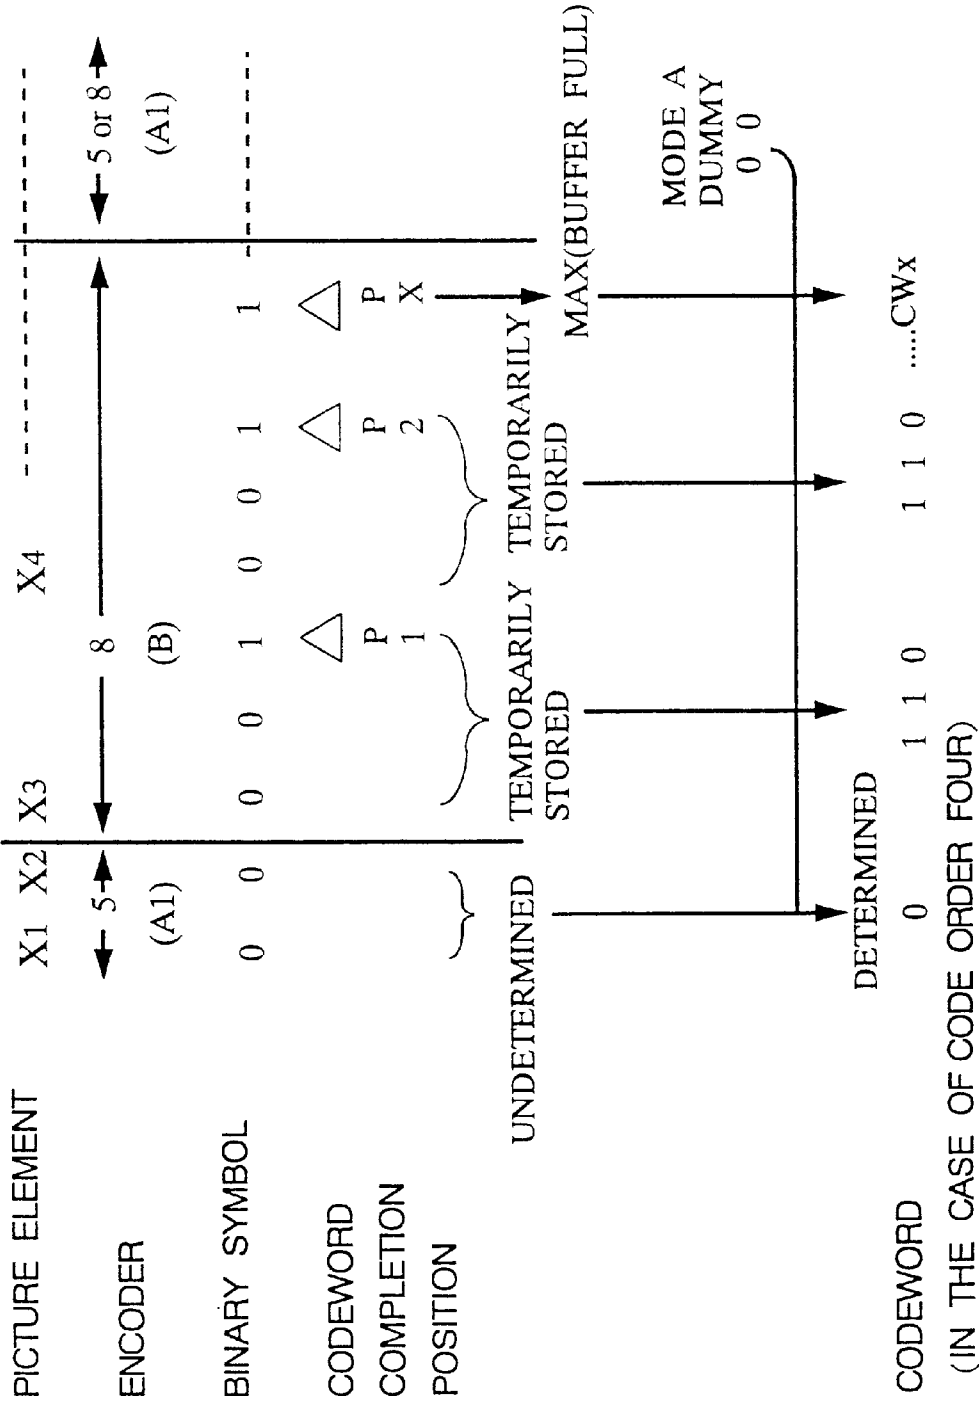 PICTURE ELEMENT X1 X2 X3 X4
ENCODER 5 8 5 or 8
(A1) (B) (A1)
BINARY SYMBOL 0 0 0 0 1 0 0 1 1
CODEWORD
COMPLETION P P P
POSITION 1 2 X
UNDETERMINED TEMPORARILY TEMPORARILY
STORED STORED
MAX(BUFFER FULL)
MODE A
DUMMY
0 0
DETERMINED
CODEWORD 0 1 1 0 1 1 0 .....CWx
(IN THE CASE OF CODE ORDER FOUR)